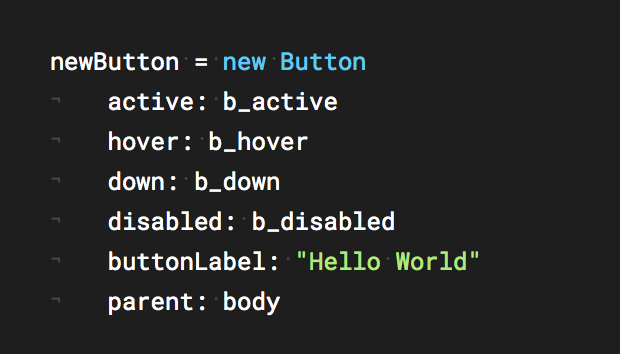 newButton = new Button
active: b_active
hover: b_hover
down: b_down
disabled: b_disabled
buttonLabel: "Hello World"
parent: body